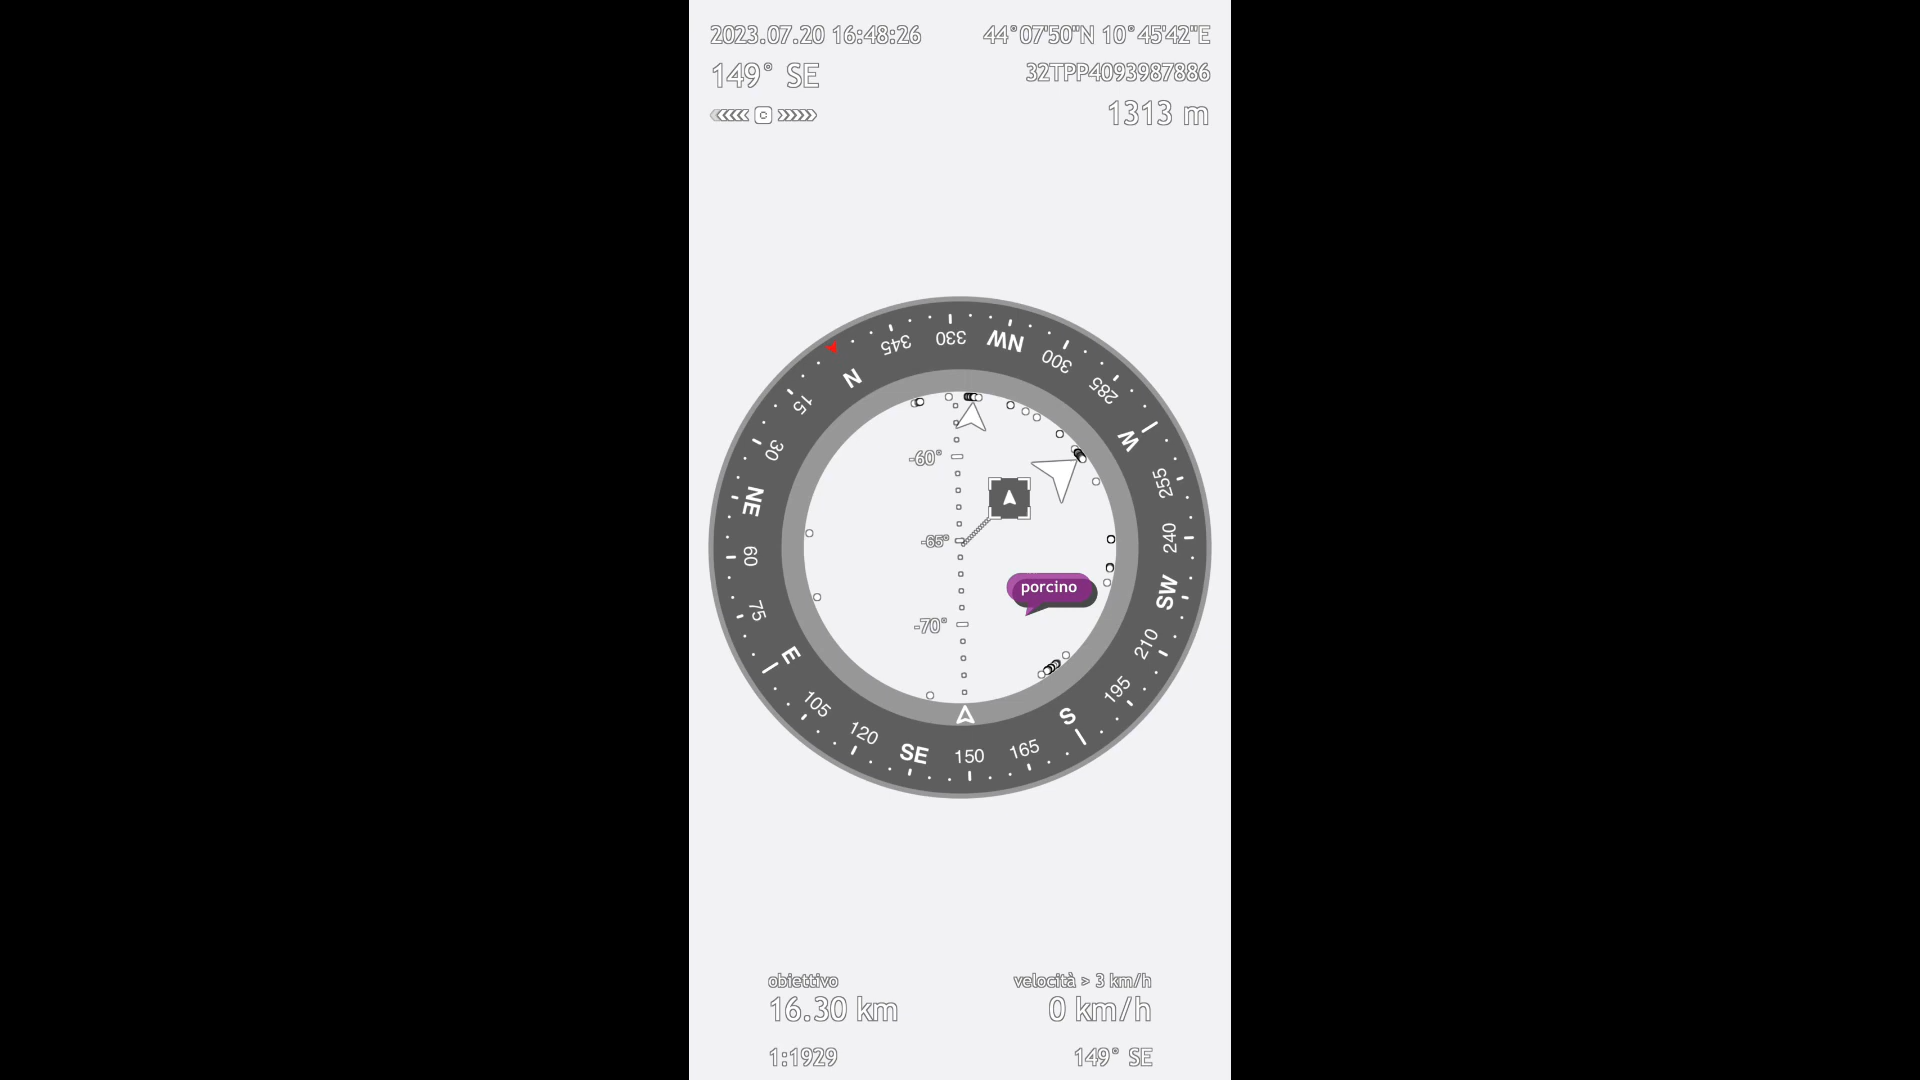 2023.07.20 16:48:26
44°07'50"N 10°45'42"E
149° SE
32TPP4093987886
1313 m
N
345
330
NW
300
285
W
255
240
SW
210
195
S
165
150
SE
120
105
E
75
60
NE
30
15
-60°
-65°
-70°
porcino
obiettivo
velocità > 3 km/h
16.30 km
0 km/h
1:1929
149° SE